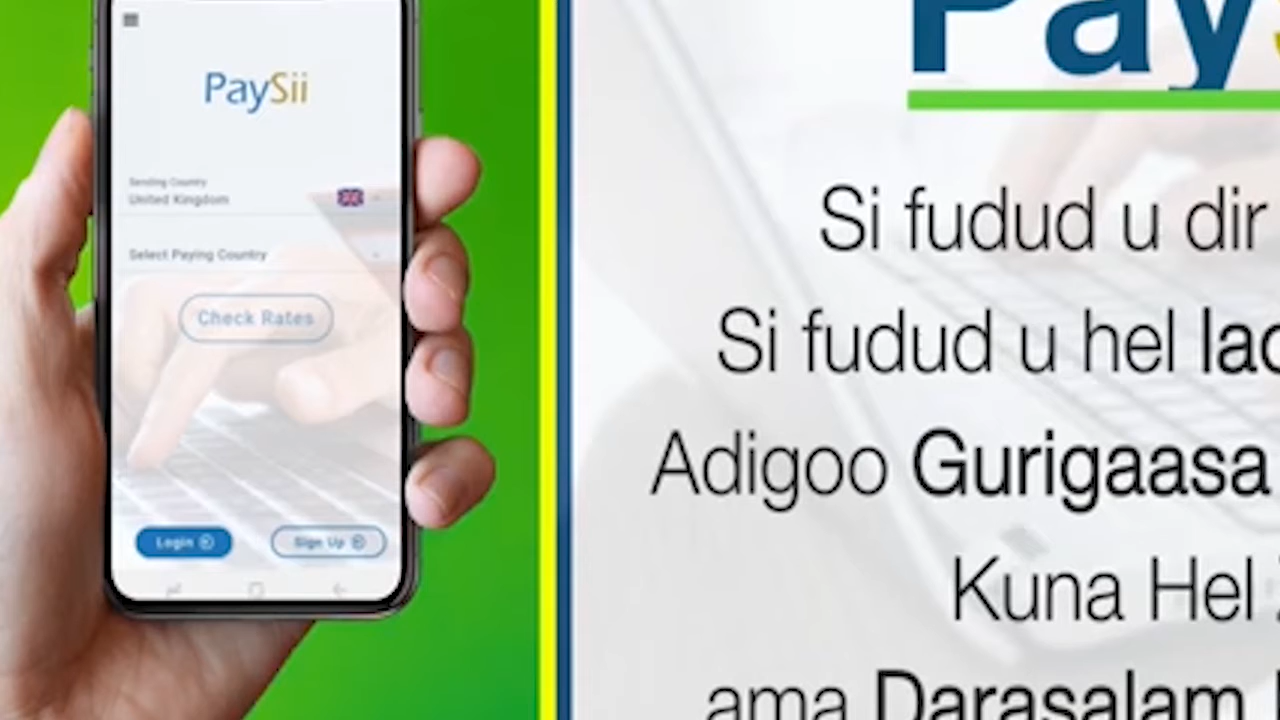 PaySii
Sending Country
United Kingdom
Select Paying Country
Check Rates
Login
Sign Up
Pay
Si fudud u dir
Si fudud u hel
Adigoo Gurigaasa
Kuna Hel
ama Darasalam